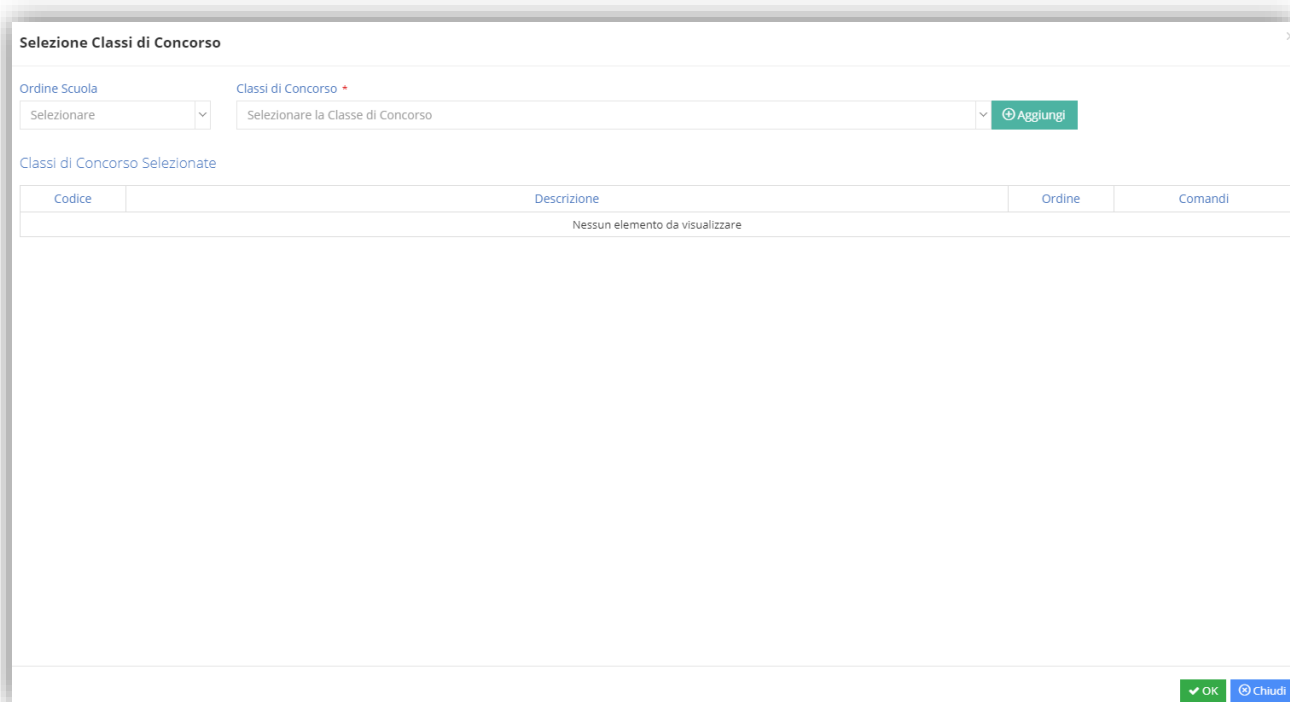 Selezione Classi di Concorso
Ordine Scuola Classi di Concorso *
Selezionare Selezionare la Classe di Concorso Aggiungi
Classi di Concorso Selezionate
Codice Descrizione Ordine Comandi
Nessun elemento da visualizzare
OK Chiudi